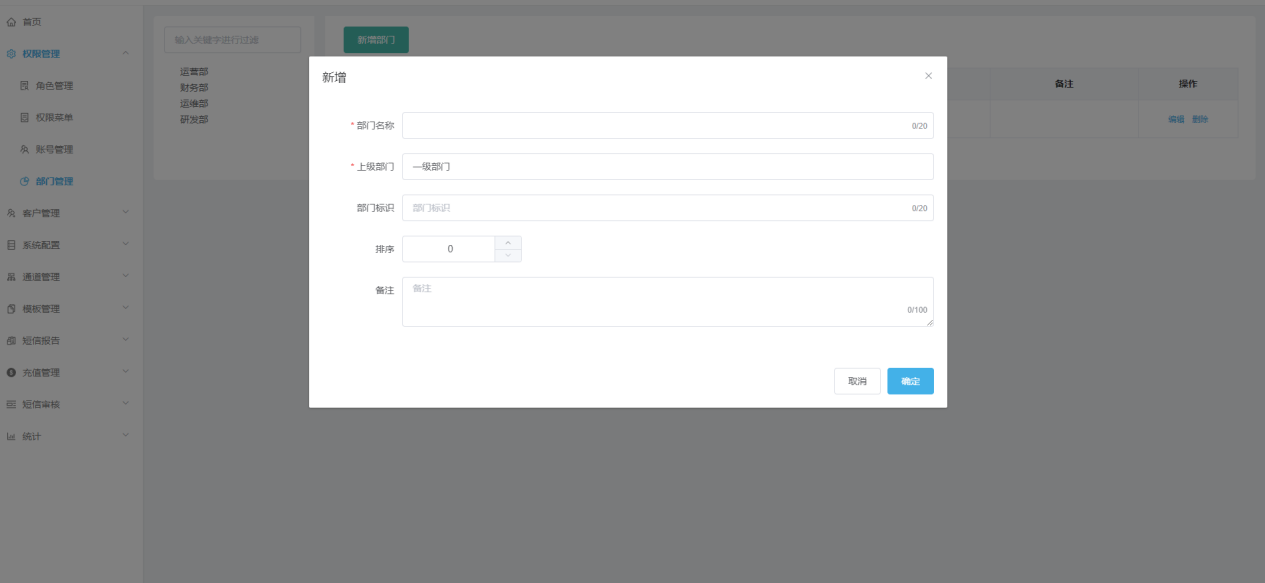 首页
权限管理
角色管理
权限菜单
账号管理
部门管理
客户管理
系统配置
通道管理
模板管理
短信报告
充值管理
短信审核
统计
输入关键字进行过滤
运营部
财务部
运维部
研发部
新增部门
备注
操作
编辑 删除
新增
* 部门名称
0/20
* 上级部门 一级部门
部门标识 部门标识 0/20
排序 0
备注 备注
0/100
取消 确定